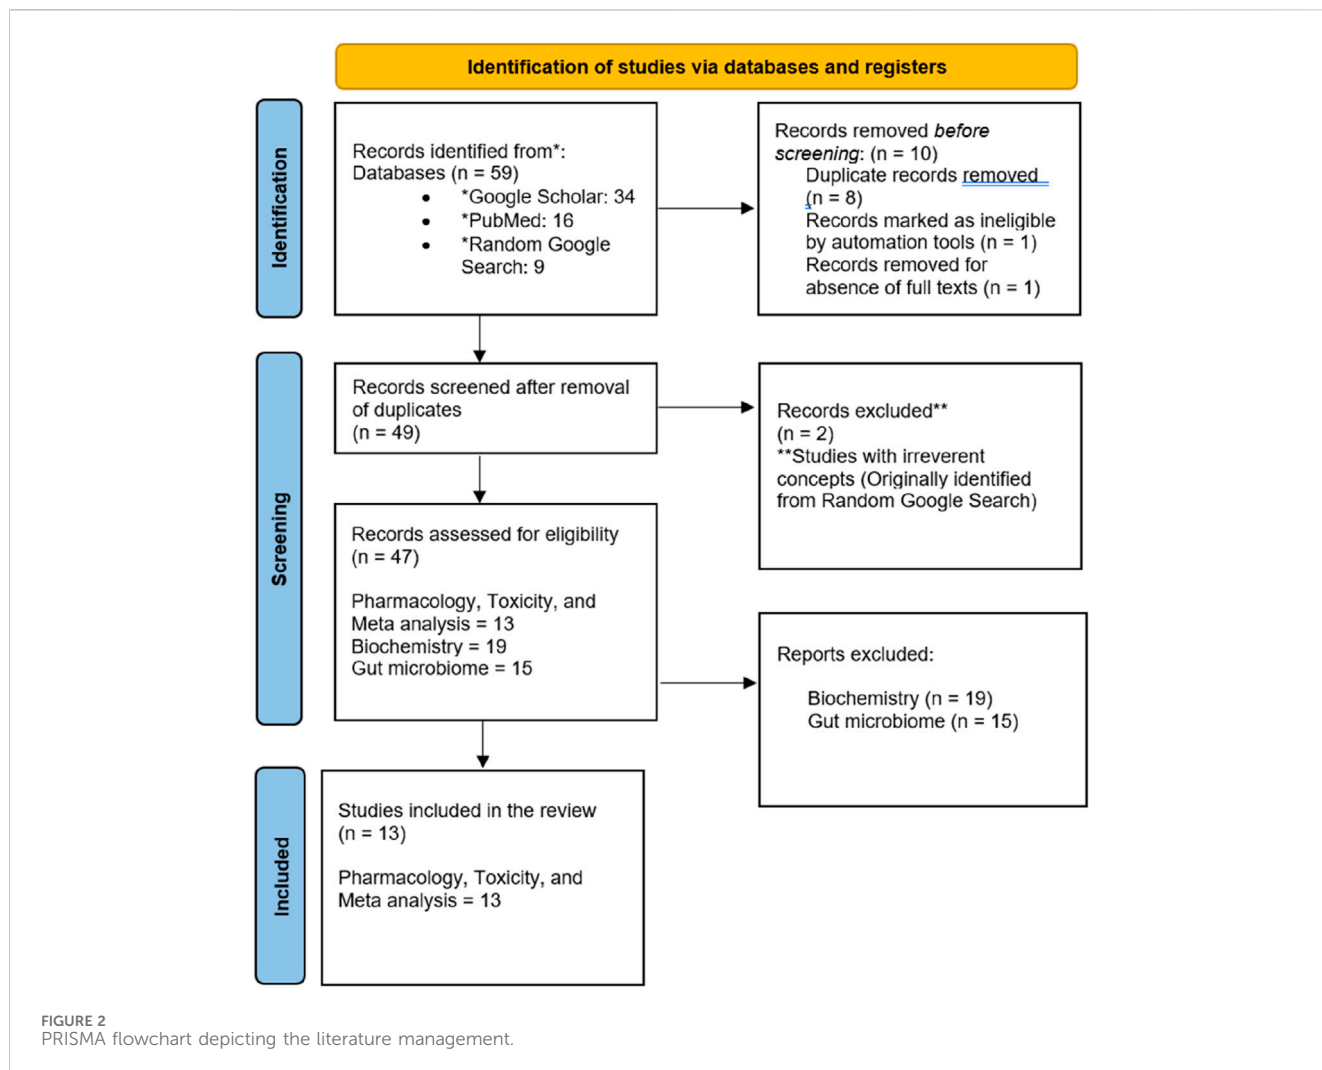 Identification of studies via databases and registers
Identification
Records identified from*:
Databases (n = 59)
• *Google Scholar: 34
• *PubMed: 16
• *Random Google
Search: 9
Records removed before
screening: (n = 10)
Duplicate records removed
(n = 8)
Records marked as ineligible
by automation tools (n = 1)
Records removed for
absence of full texts (n = 1)
Screening
Records screened after removal
of duplicates
(n = 49)
Records excluded**
(n = 2)
**Studies with irreverent
concepts (Originally identified
from Random Google Search)
Records assessed for eligibility
(n = 47)
Pharmacology, Toxicity, and
Meta analysis = 13
Biochemistry = 19
Gut microbiome = 15
Reports excluded:
Biochemistry (n = 19)
Gut microbiome (n = 15)
Included
Studies included in the review
(n = 13)
Pharmacology, Toxicity, and
Meta analysis = 13
FIGURE 2
PRISMA flowchart depicting the literature management.